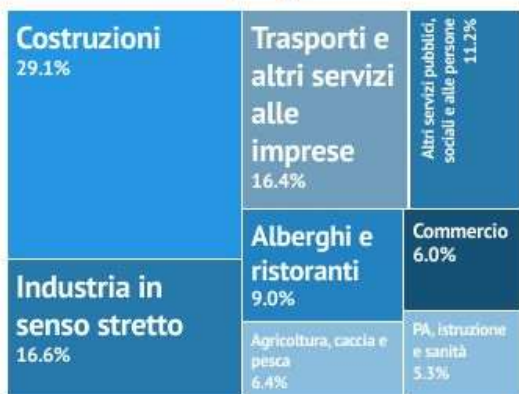 Costruzioni
29.1%
Trasporti e
altri servizi
alle
imprese
16.4%
Altri servizi pubblici,
sociali e alle persone
11.2%
Industria in
senso stretto
16.6%
Alberghi e
ristoranti
9.0%
Commercio
6.0%
Agricoltura, caccia e
pesca
6.4%
PA, istruzione
e sanità
5.3%